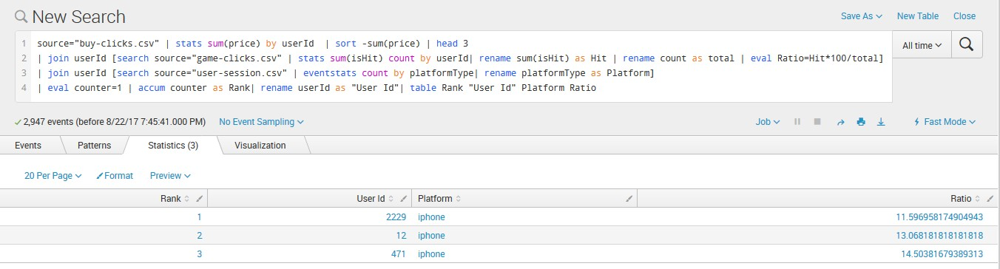 New Search
Save As New Table Close
1 source="buy-clicks.csv" | stats sum(price) by userId | sort -sum(price) | head 3
2 | join userId [search source="game-clicks.csv" | stats sum(isHit) count by userId| rename sum(isHit) as Hit | rename count as total | eval Ratio=Hit*100/total]
3 | join userId [search source="user-session.csv" | eventstats count by platformType| rename platformType as Platform]
4 | eval counter=1 | accum counter as Rank| rename userId as "User Id"| table Rank "User Id" Platform Ratio
All time
2,947 events (before 8/22/17 7:45:41.000 PM) No Event Sampling Job Fast Mode
Events Patterns Statistics (3) Visualization
20 Per Page Format Preview
Rank User Id Platform Ratio
1 2229 iphone 11.596958174904943
2 12 iphone 13.068181818181818
3 471 iphone 14.50381679389313